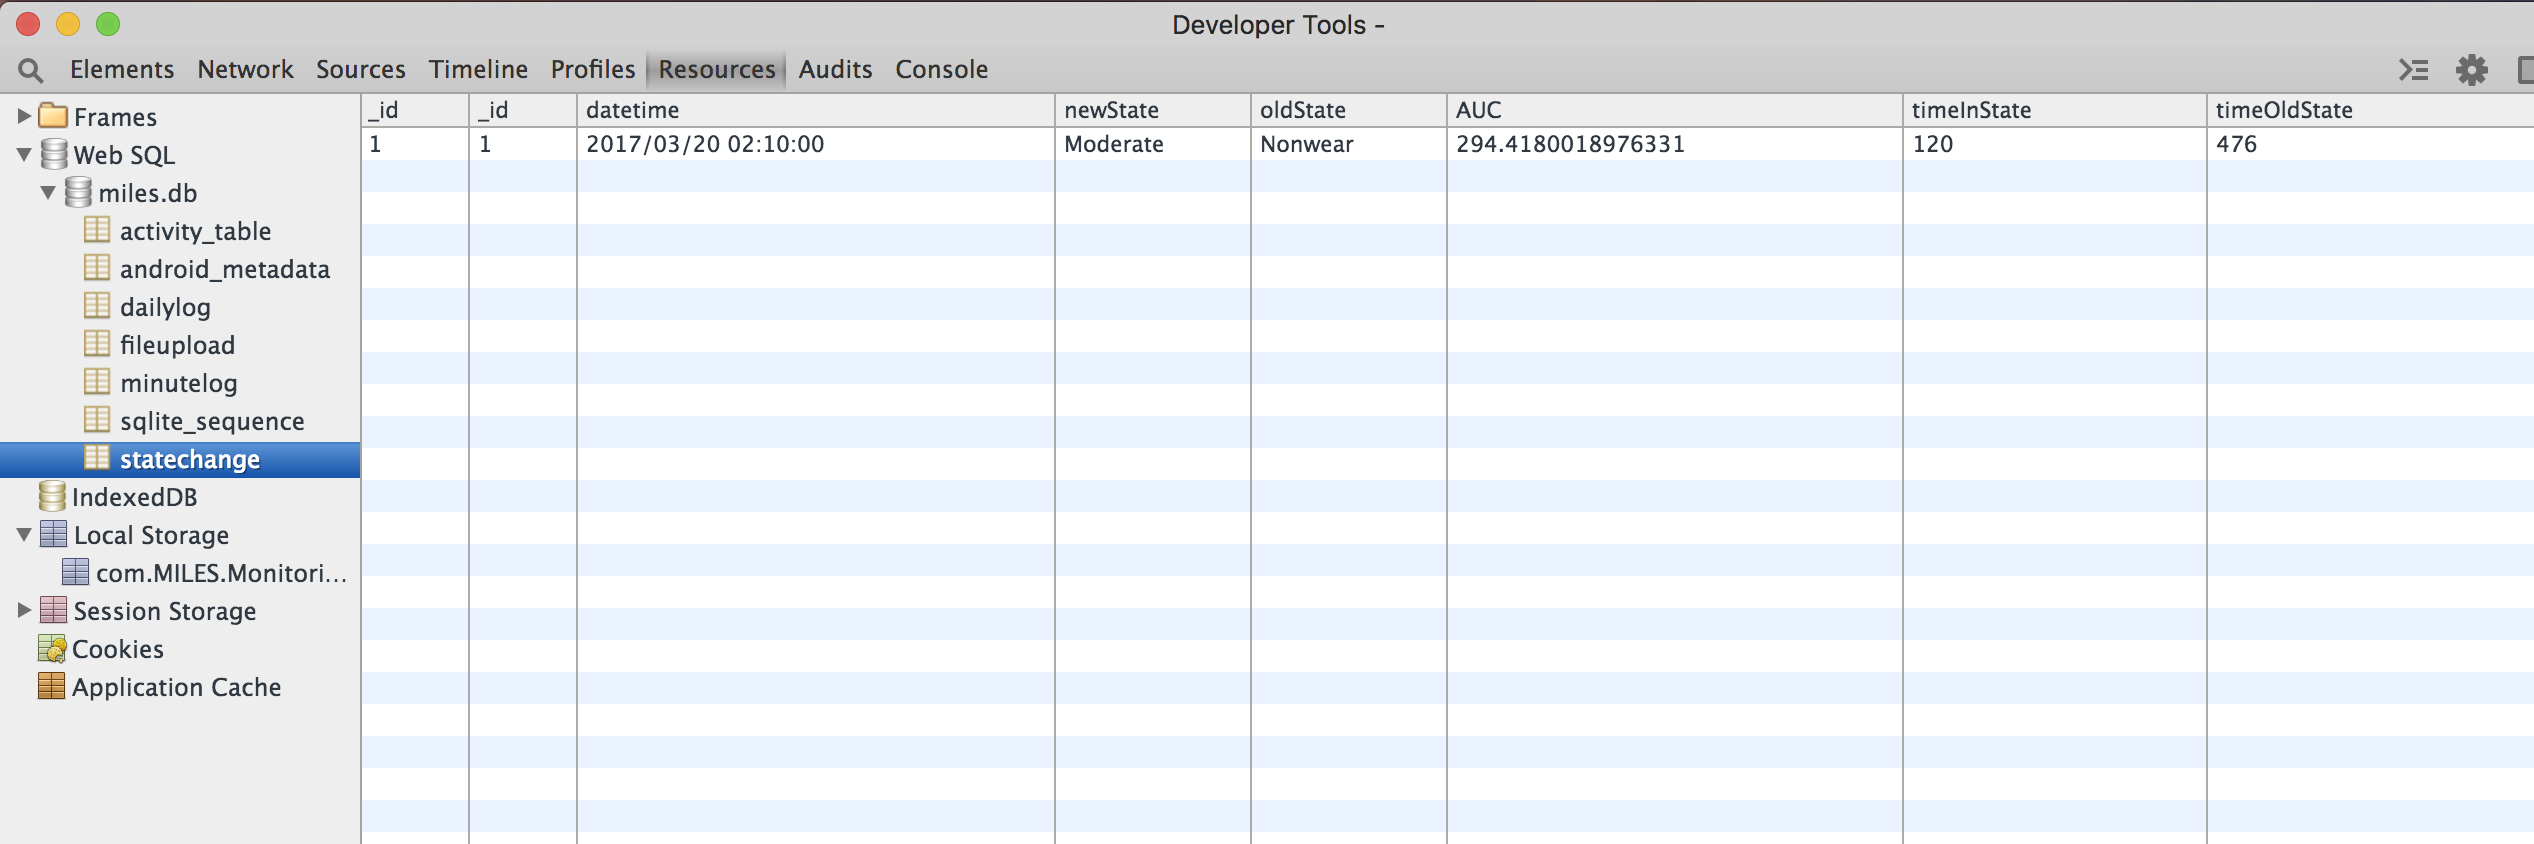 Developer Tools -
Elements Network Sources Timeline Profiles Resources Audits Console
Frames
Web SQL
miles.db
activity_table
android_metadata
dailylog
fileupload
minutelog
sqlite_sequence
statechange
IndexedDB
Local Storage
com.MILES.Monitori...
Session Storage
Cookies
Application Cache
_id _id datetime newState oldState AUC timeInState timeOldState
1 1 2017/03/20 02:10:00 Moderate Nonwear 294.4180018976331 120 476